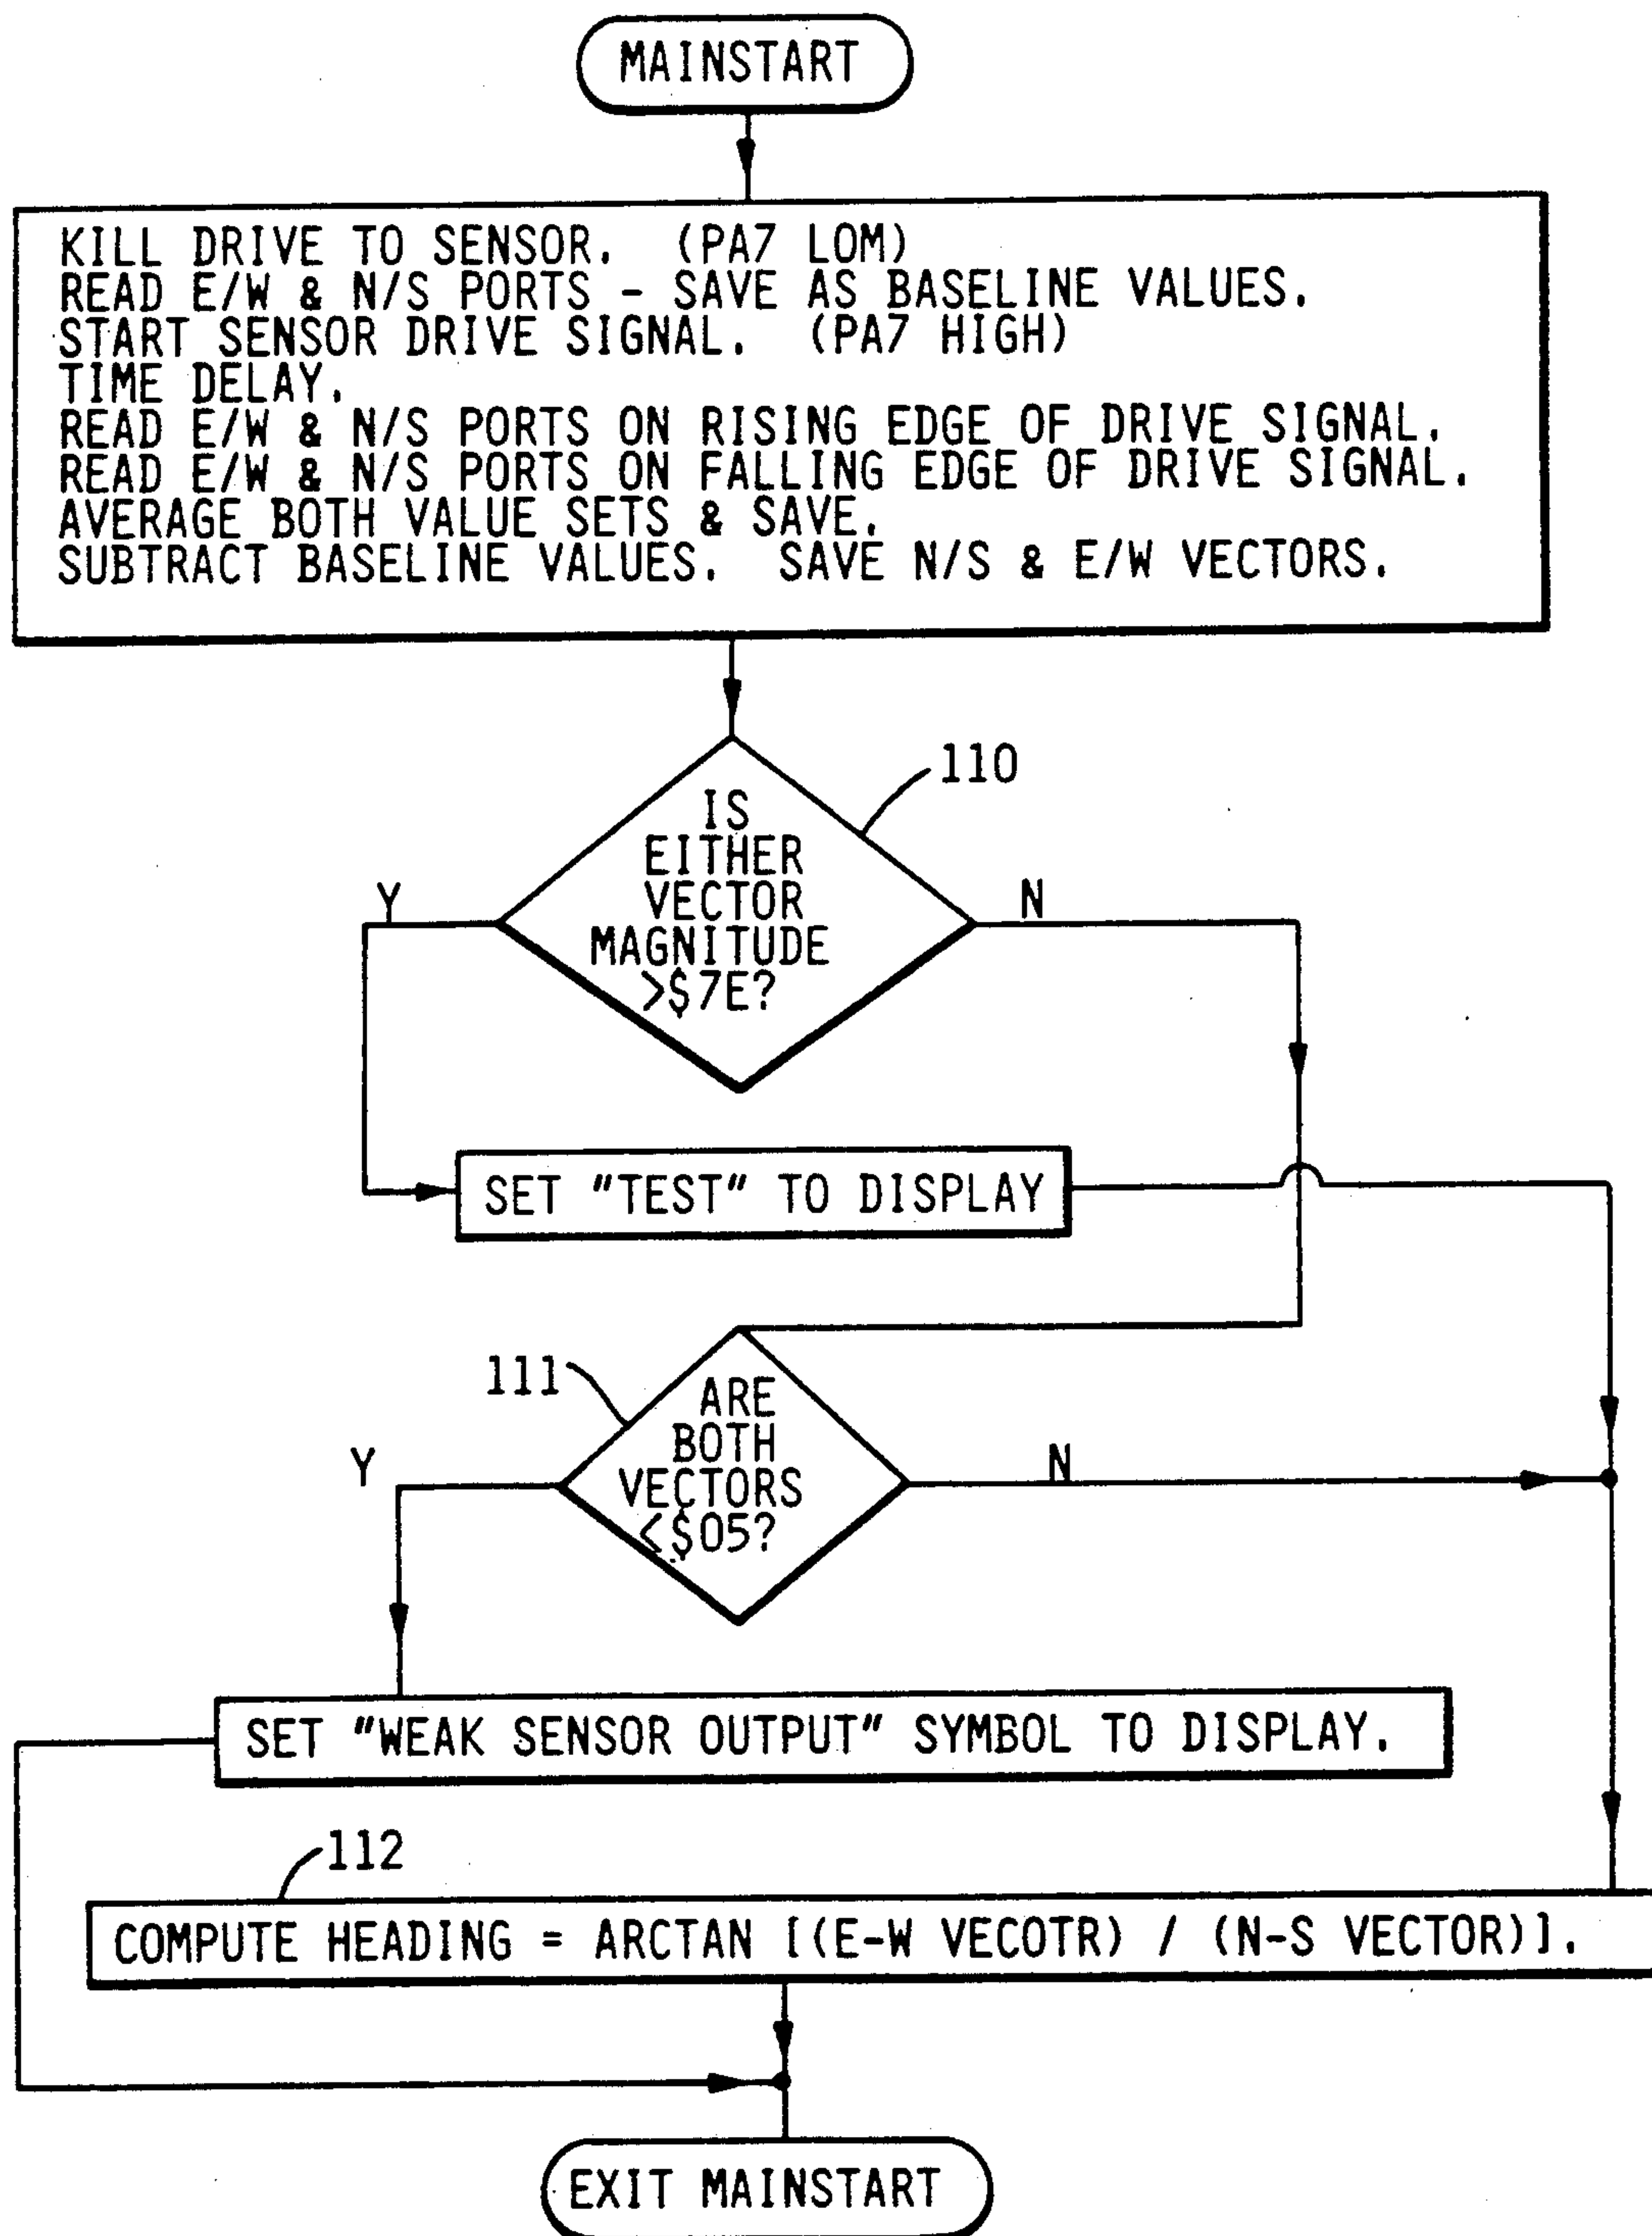 MAINSTART
KILL DRIVE TO SENSOR. (PA7 LOM)
READ E/W & N/S PORTS - SAVE AS BASELINE VALUES.
START SENSOR DRIVE SIGNAL. (PA7 HIGH)
TIME DELAY.
READ E/W & N/S PORTS ON RISING EDGE OF DRIVE SIGNAL.
READ E/W & N/S PORTS ON FALLING EDGE OF DRIVE SIGNAL.
AVERAGE BOTH VALUE SETS & SAVE.
SUBTRACT BASELINE VALUES. SAVE N/S & E/W VECTORS.
110
IS
EITHER
VECTOR
MAGNITUDE
>$7E?
Y
N
SET "TEST" TO DISPLAY
111
ARE
BOTH
VECTORS
<$05?
Y
N
SET "WEAK SENSOR OUTPUT" SYMBOL TO DISPLAY.
112
COMPUTE HEADING = ARCTAN [(E-W VECOTR) / (N-S VECTOR)].
EXIT MAINSTART